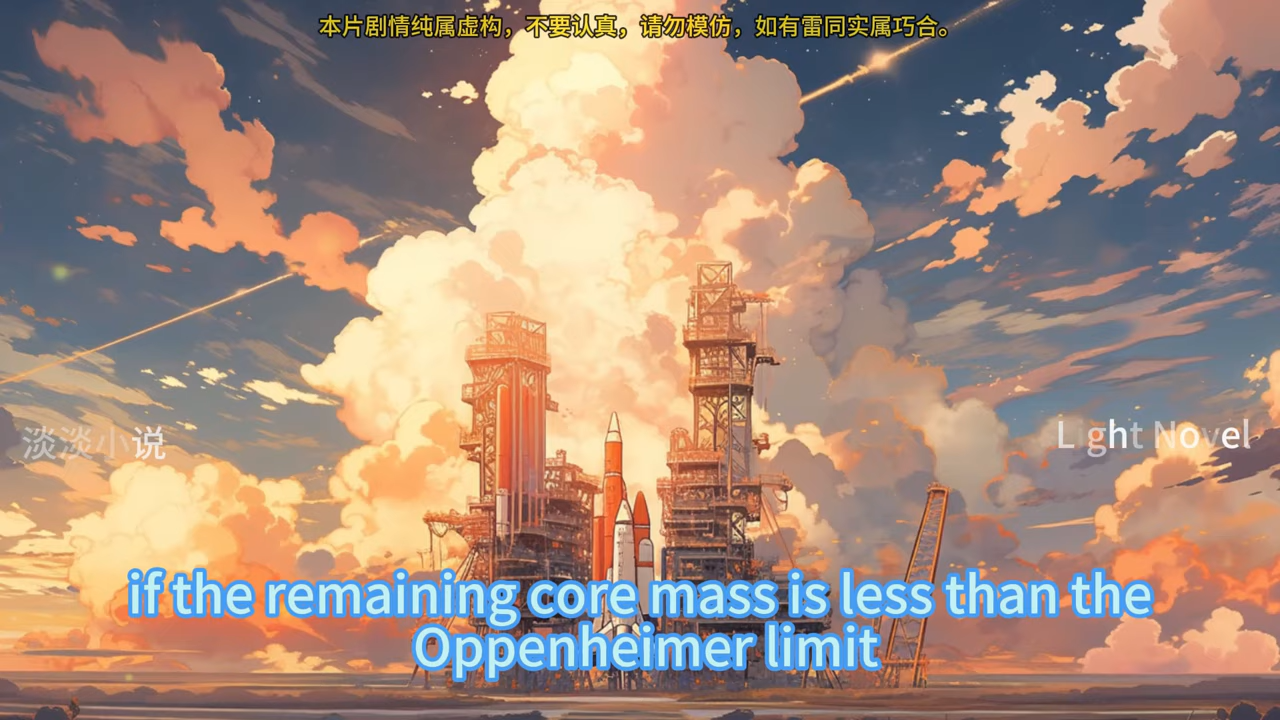 本片剧情纯属虚构，不要认真，请勿模仿，如有雷同实属巧合。
淡淡小说
Light Novel
if the remaining core mass is less than the
Oppenheimer limit